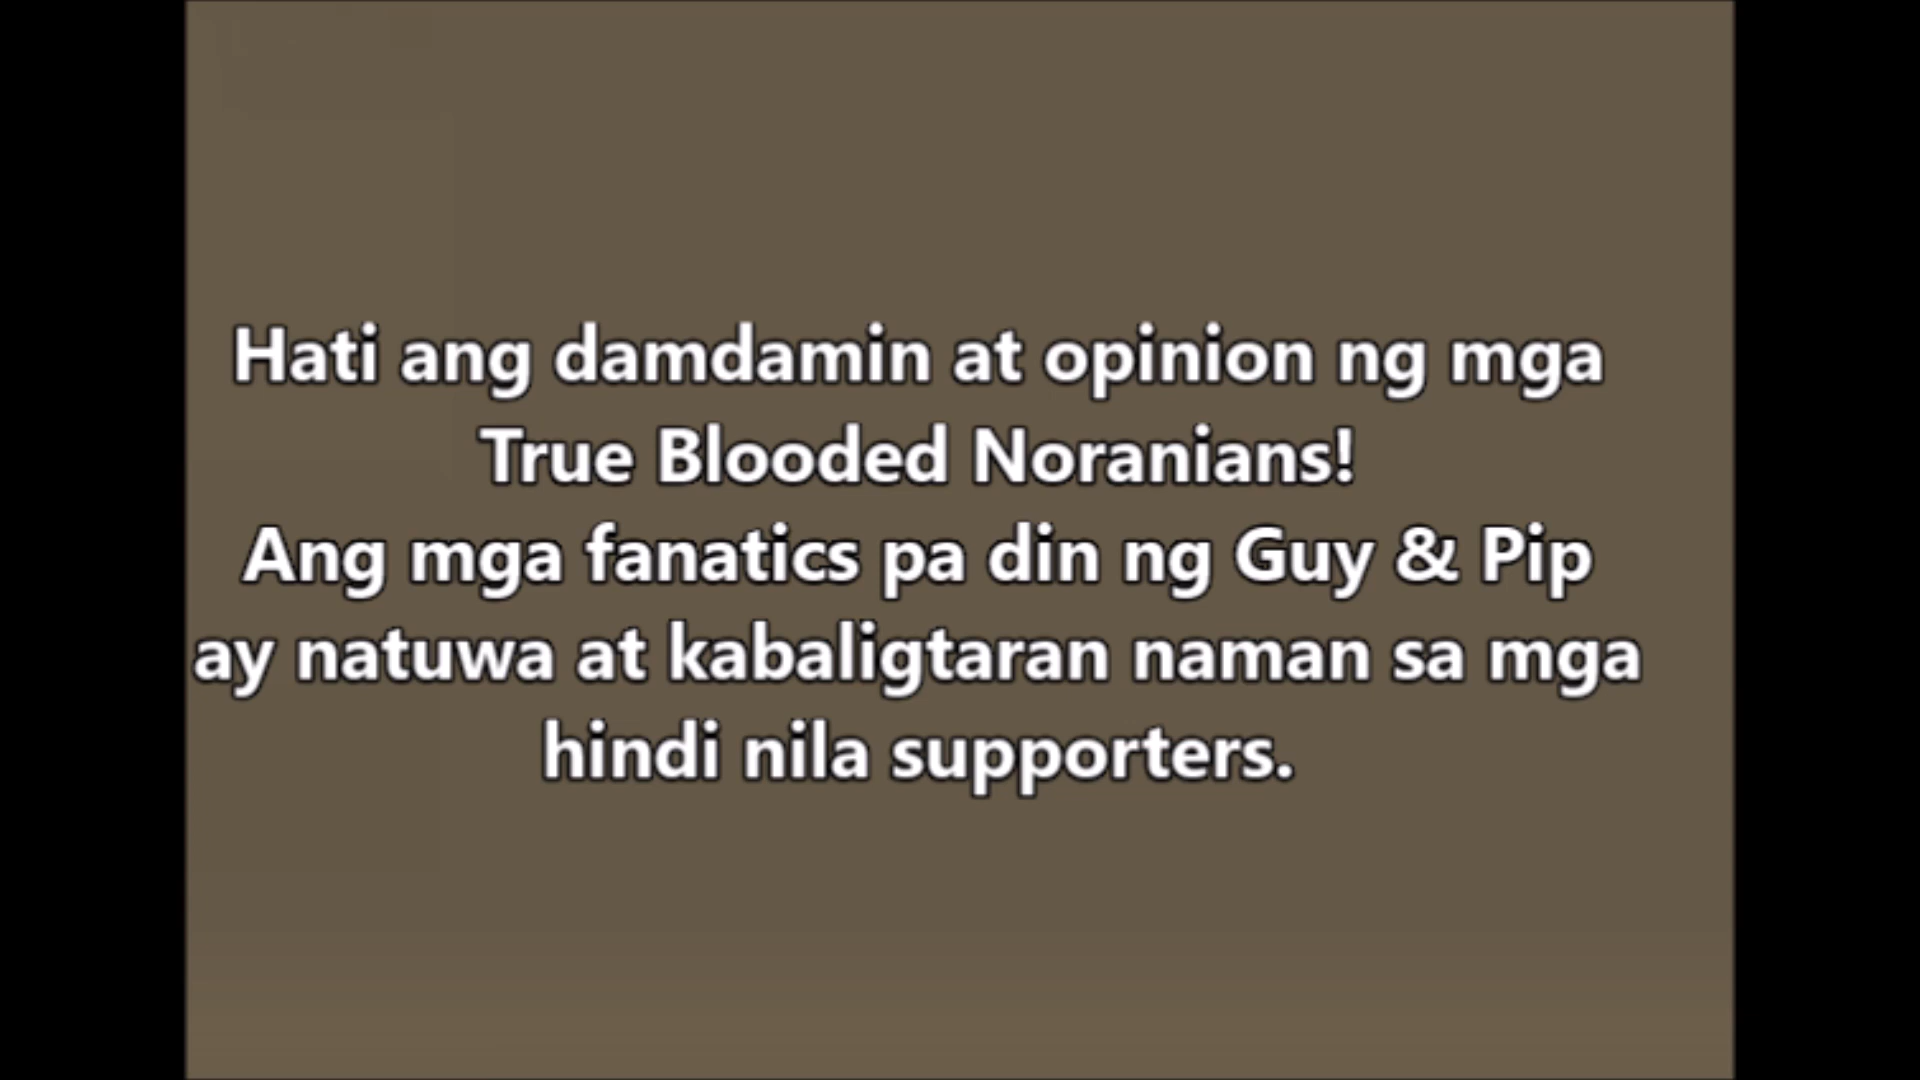 Hati ang damdamin at opinion ng mga
True Blooded Noranians!
Ang mga fanatics pa din ng Guy & Pip
ay natuwa at kabaligtaran naman sa mga
hindi nila supporters.